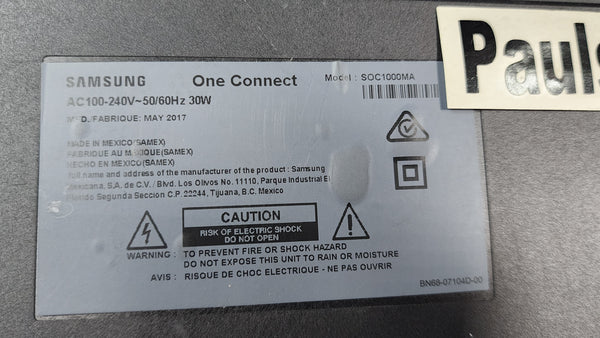 Pauls
SAMSUNG One Connect Model : SOC1000MA
AC100-240V~50/60Hz 30W
MFD. FABRIQUE: MAY 2017
MADE IN MEXICO(SAMEX)
FABRIQUE AU MEXIQUE(SAMEX)
HECHO EN MEXICO(SAMEX)
full name and address of the manufacturer of the product : Samsung
Mexicana, S.A. de C.V. / Blvd. Los Olivos No. 11110, Parque Industrial El
Florido Segunda Seccion C.P. 22244, Tijuana, B.C. Mexico
CAUTION
RISK OF ELECTRIC SHOCK
DO NOT OPEN
WARNING : TO PREVENT FIRE OR SHOCK HAZARD
DO NOT EXPOSE THIS UNIT TO RAIN OR MOISTURE
AVIS : RISQUE DE CHOC ELECTRIQUE - NE PAS OUVRIR
BN68-07104D-00